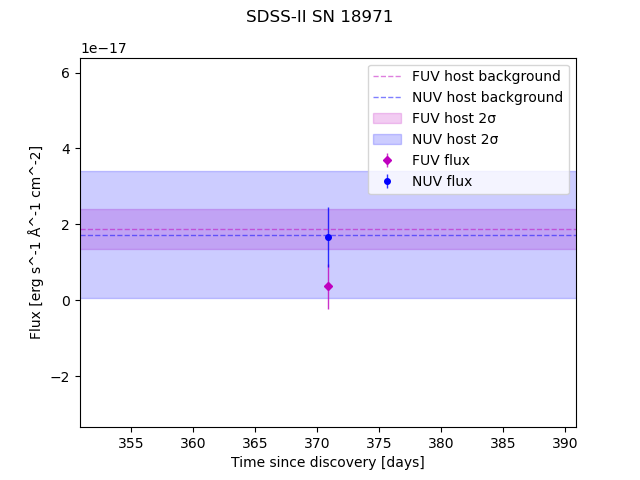 SDSS-II SN 18971
1e−17
FUV host background
NUV host background
FUV host 2σ
NUV host 2σ
FUV flux
NUV flux
6
4
2
0
−2
Flux [erg s^-1 Å^-1 cm^-2]
355 360 365 370 375 380 385 390
Time since discovery [days]